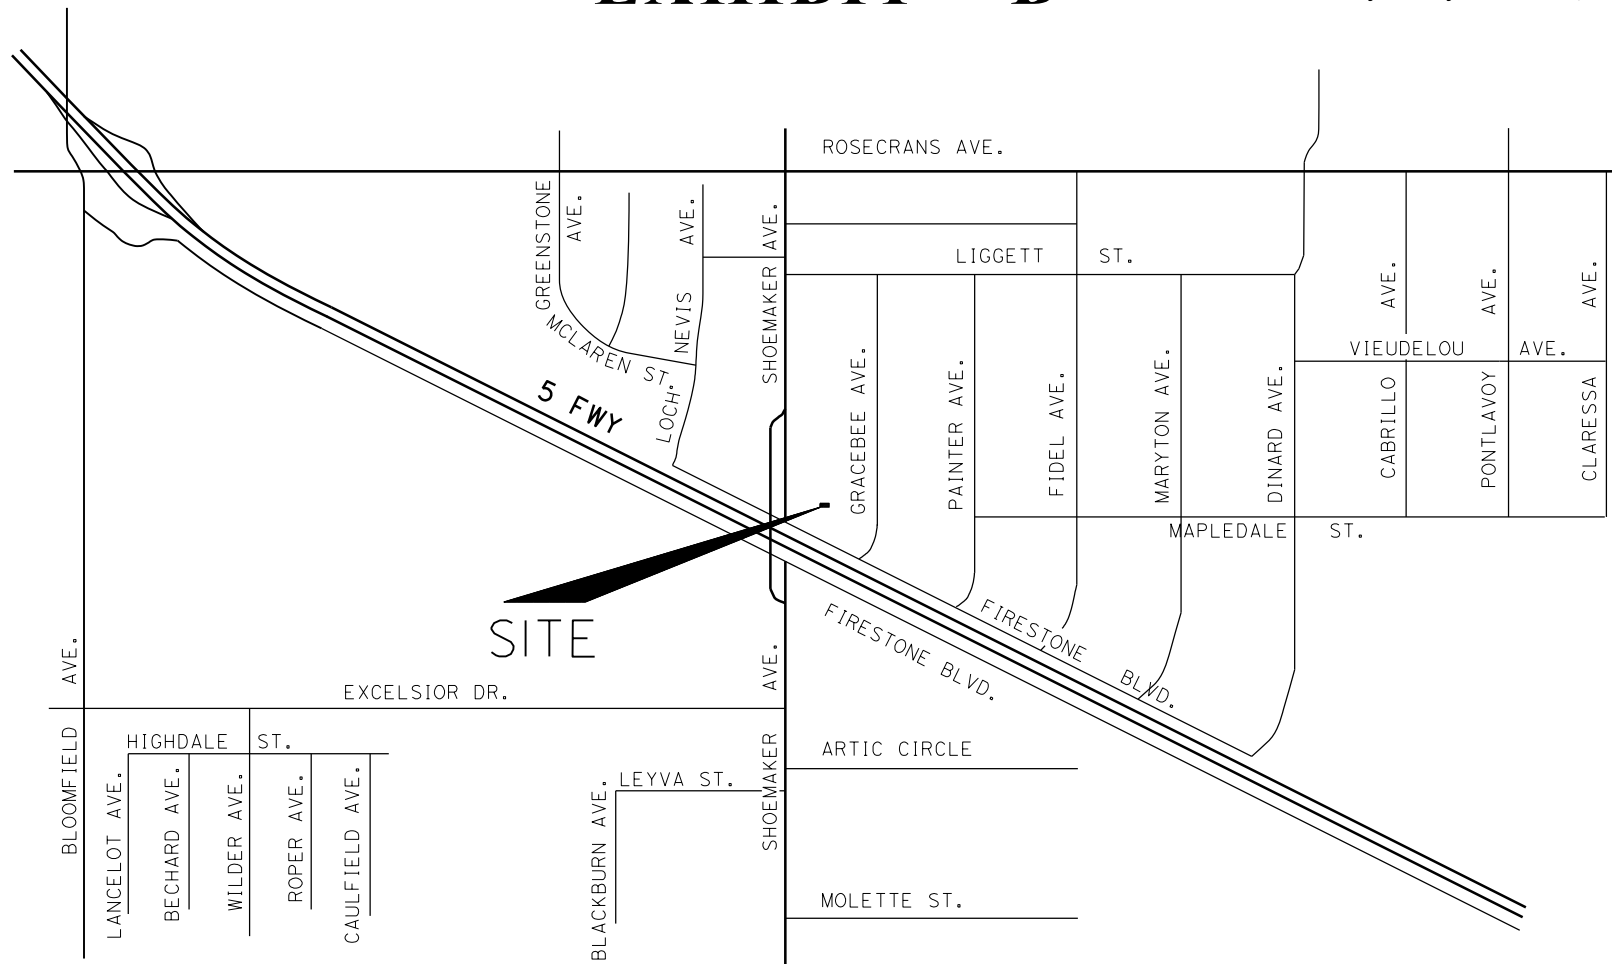 EXHIBIT "B"
ROSECRANS AVE.
GREENSTONE AVE.
LOCH NEVIS AVE.
SHOEMAKER AVE.
LIGGETT ST.
MCLAREN ST.
5 FWY
VIEUDELOU AVE.
GRACEBEE AVE.
PAINTER AVE.
FIDEL AVE.
MARYTON AVE.
DINARD AVE.
CABRILLO AVE.
PONTLAVOY AVE.
CLARESSA AVE.
MAPLEDALE ST.
SITE
FIRESTONE BLVD.
FIRESTONE BLVD.
EXCELSIOR DR.
BLOOMFIELD AVE.
HIGHDALE ST.
LANCELOT AVE.
BECHARD AVE.
WILDER AVE.
ROPER AVE.
CAULFIELD AVE.
BLACKBURN AVE.
LEYVA ST.
SHOEMAKER AVE.
ARTIC CIRCLE
MOLETTE ST.